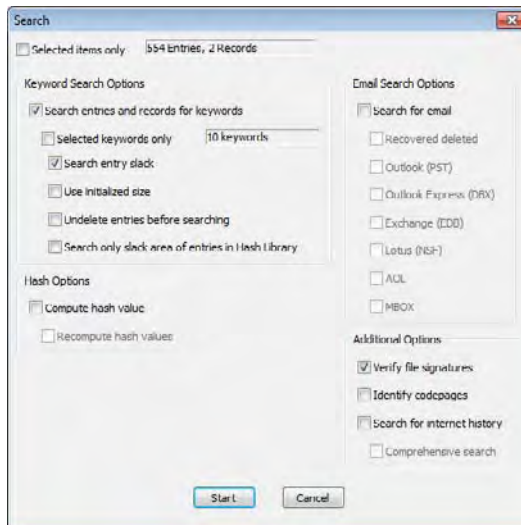 Search
Selected items only
554 Entries, 2 Records
Keyword Search Options
Search entries and records for keywords
Selected keywords only
10 keywords
Search entry slack
Use initialized size
Undelete entries before searching
Search only slack area of entries in Hash Library
Hash Options
Compute hash value
Recompute hash values
Email Search Options
Search for email
Recovered deleted
Outlook (PST)
Outlook Express (DBX)
Exchange (EDB)
Lotus (NSF)
AOL
MBOX
Additional Options
Verify file signatures
Identify codepages
Search for internet history
Comprehensive search
Start
Cancel